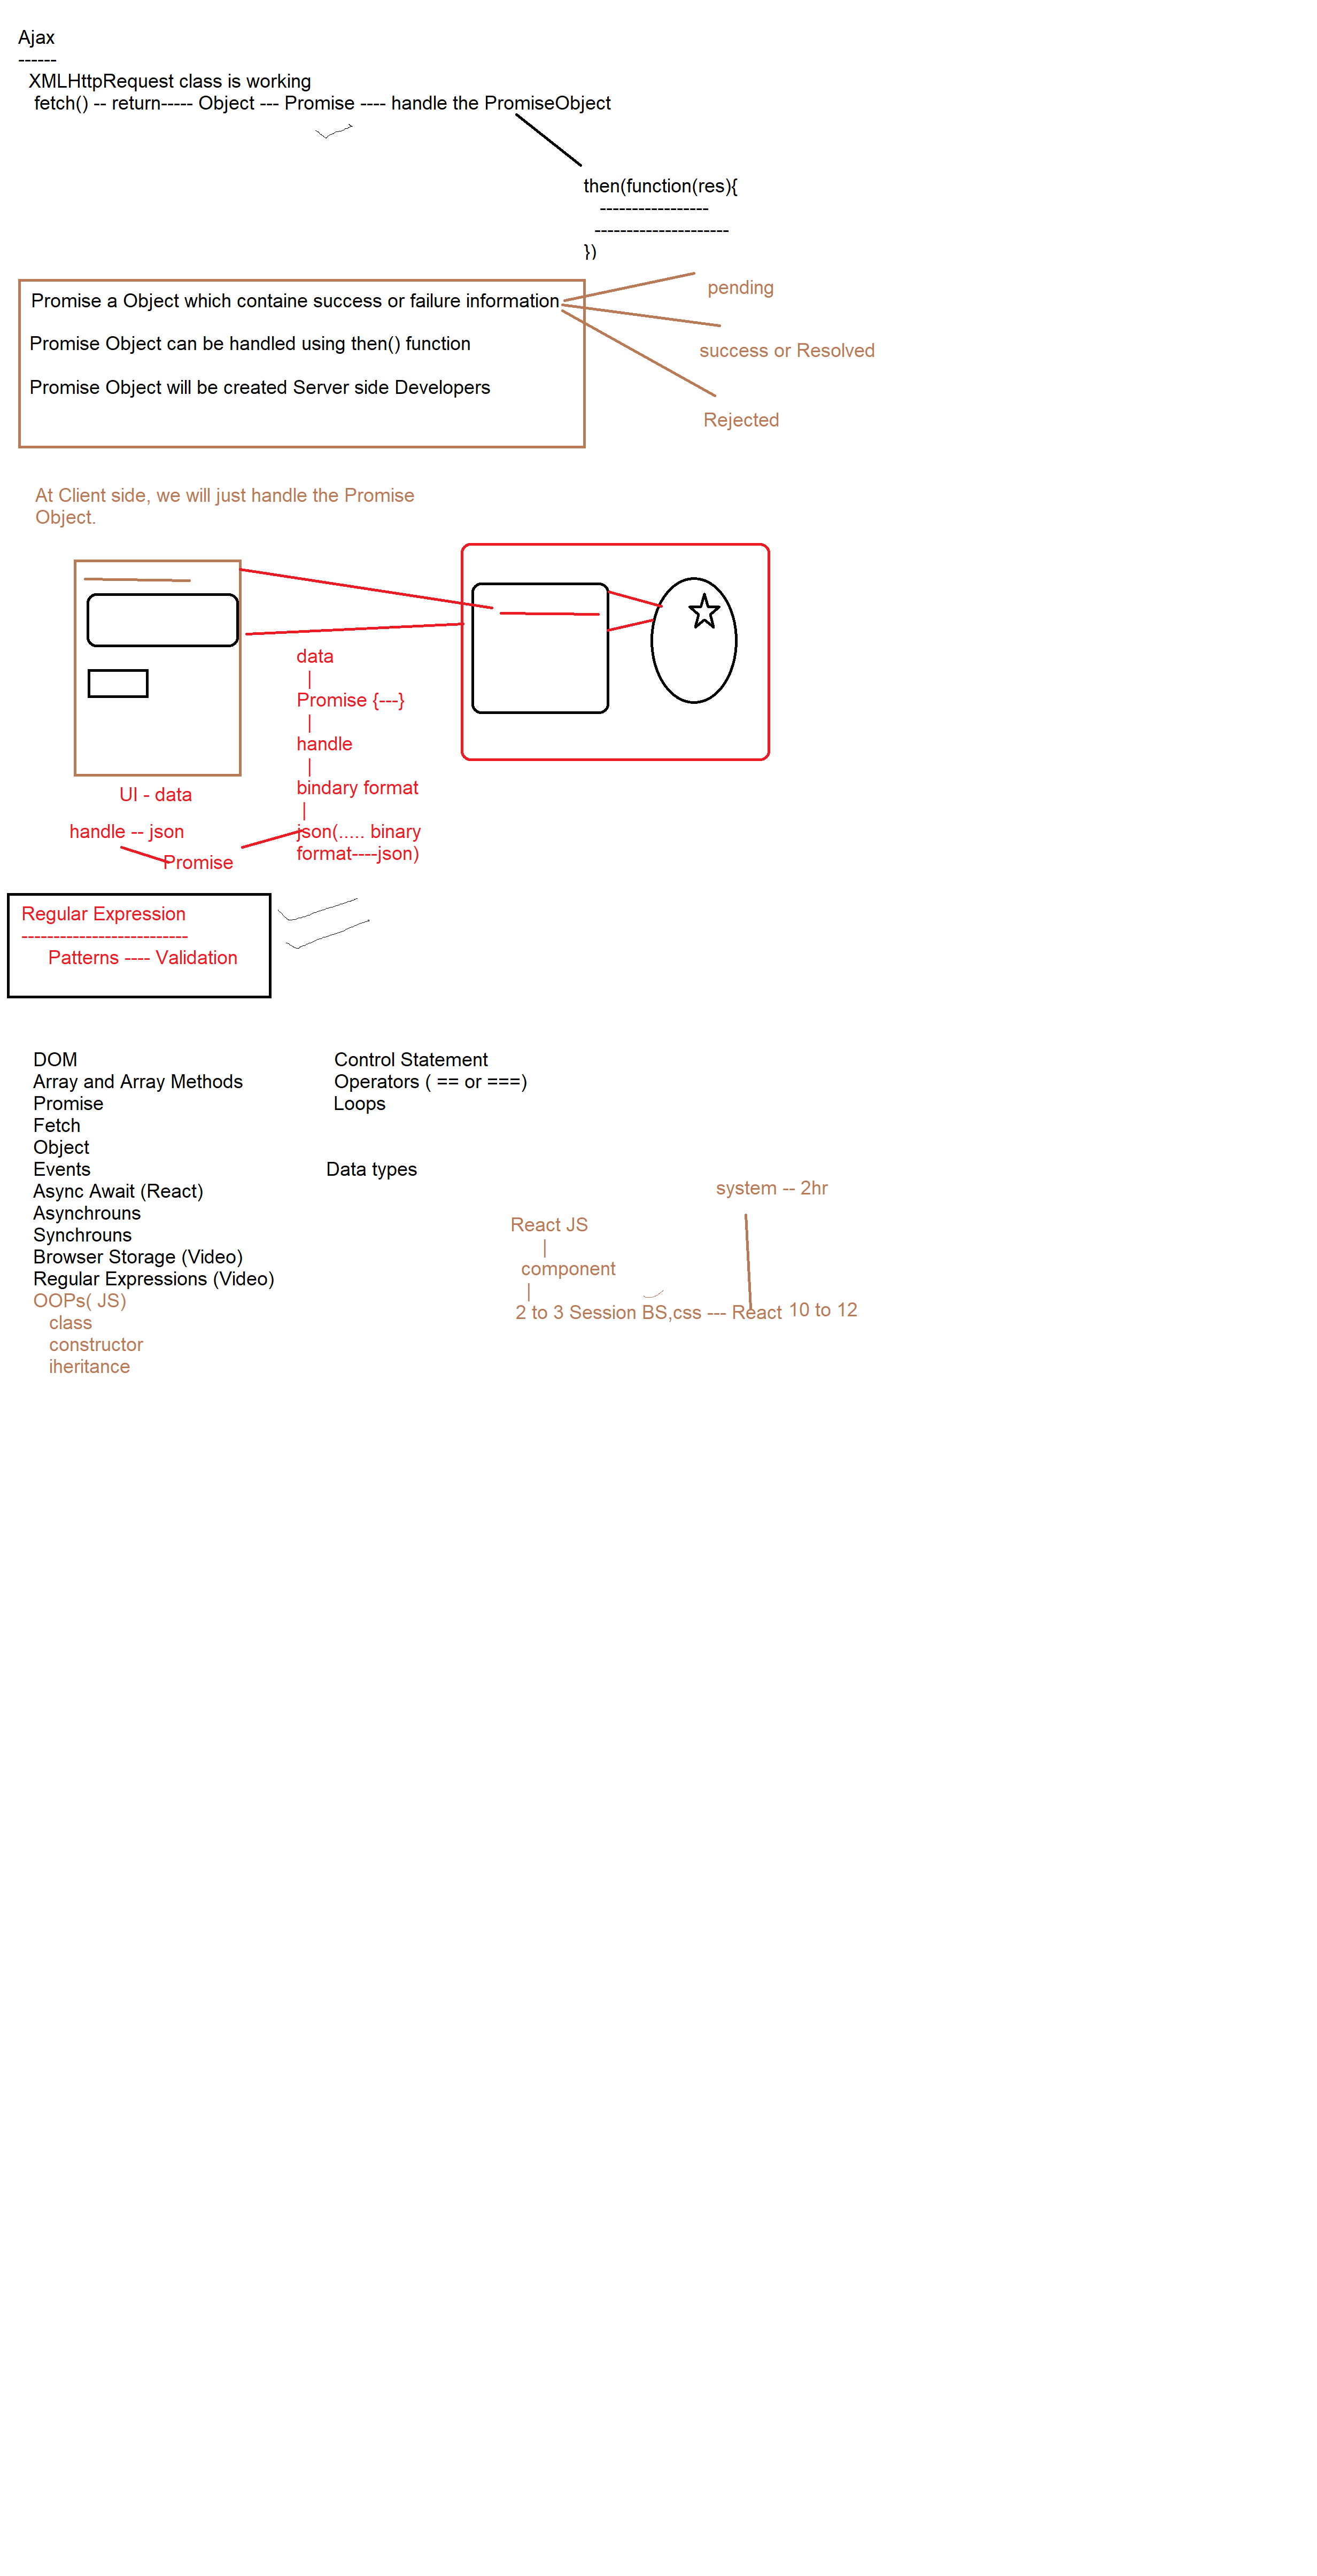 Ajax
------
XMLHttpRequest class is working
fetch() -- return----- Object --- Promise ---- handle the PromiseObject
then(function(res){
-----------------
---------------------
})
Promise a Object which containe success or failure information
Promise Object can be handled using then() function
Promise Object will be created Server side Developers
pending
success or Resolved
Rejected
At Client side, we will just handle the Promise
Object.
data
|
Promise {---}
|
handle
|
bindary format
|
json(..... binary
format----json)
UI - data
handle -- json
Promise
Regular Expression
--------------------------
Patterns ---- Validation
DOM
Array and Array Methods
Promise
Fetch
Object
Events
Async Await (React)
Asynchrouns
Synchrouns
Browser Storage (Video)
Regular Expressions (Video)
OOPs( JS)
class
constructor
iheritance
Control Statement
Operators ( == or ===)
Loops
Data types
system -- 2hr
React JS
|
component
|
2 to 3 Session BS,css --- React 10 to 12